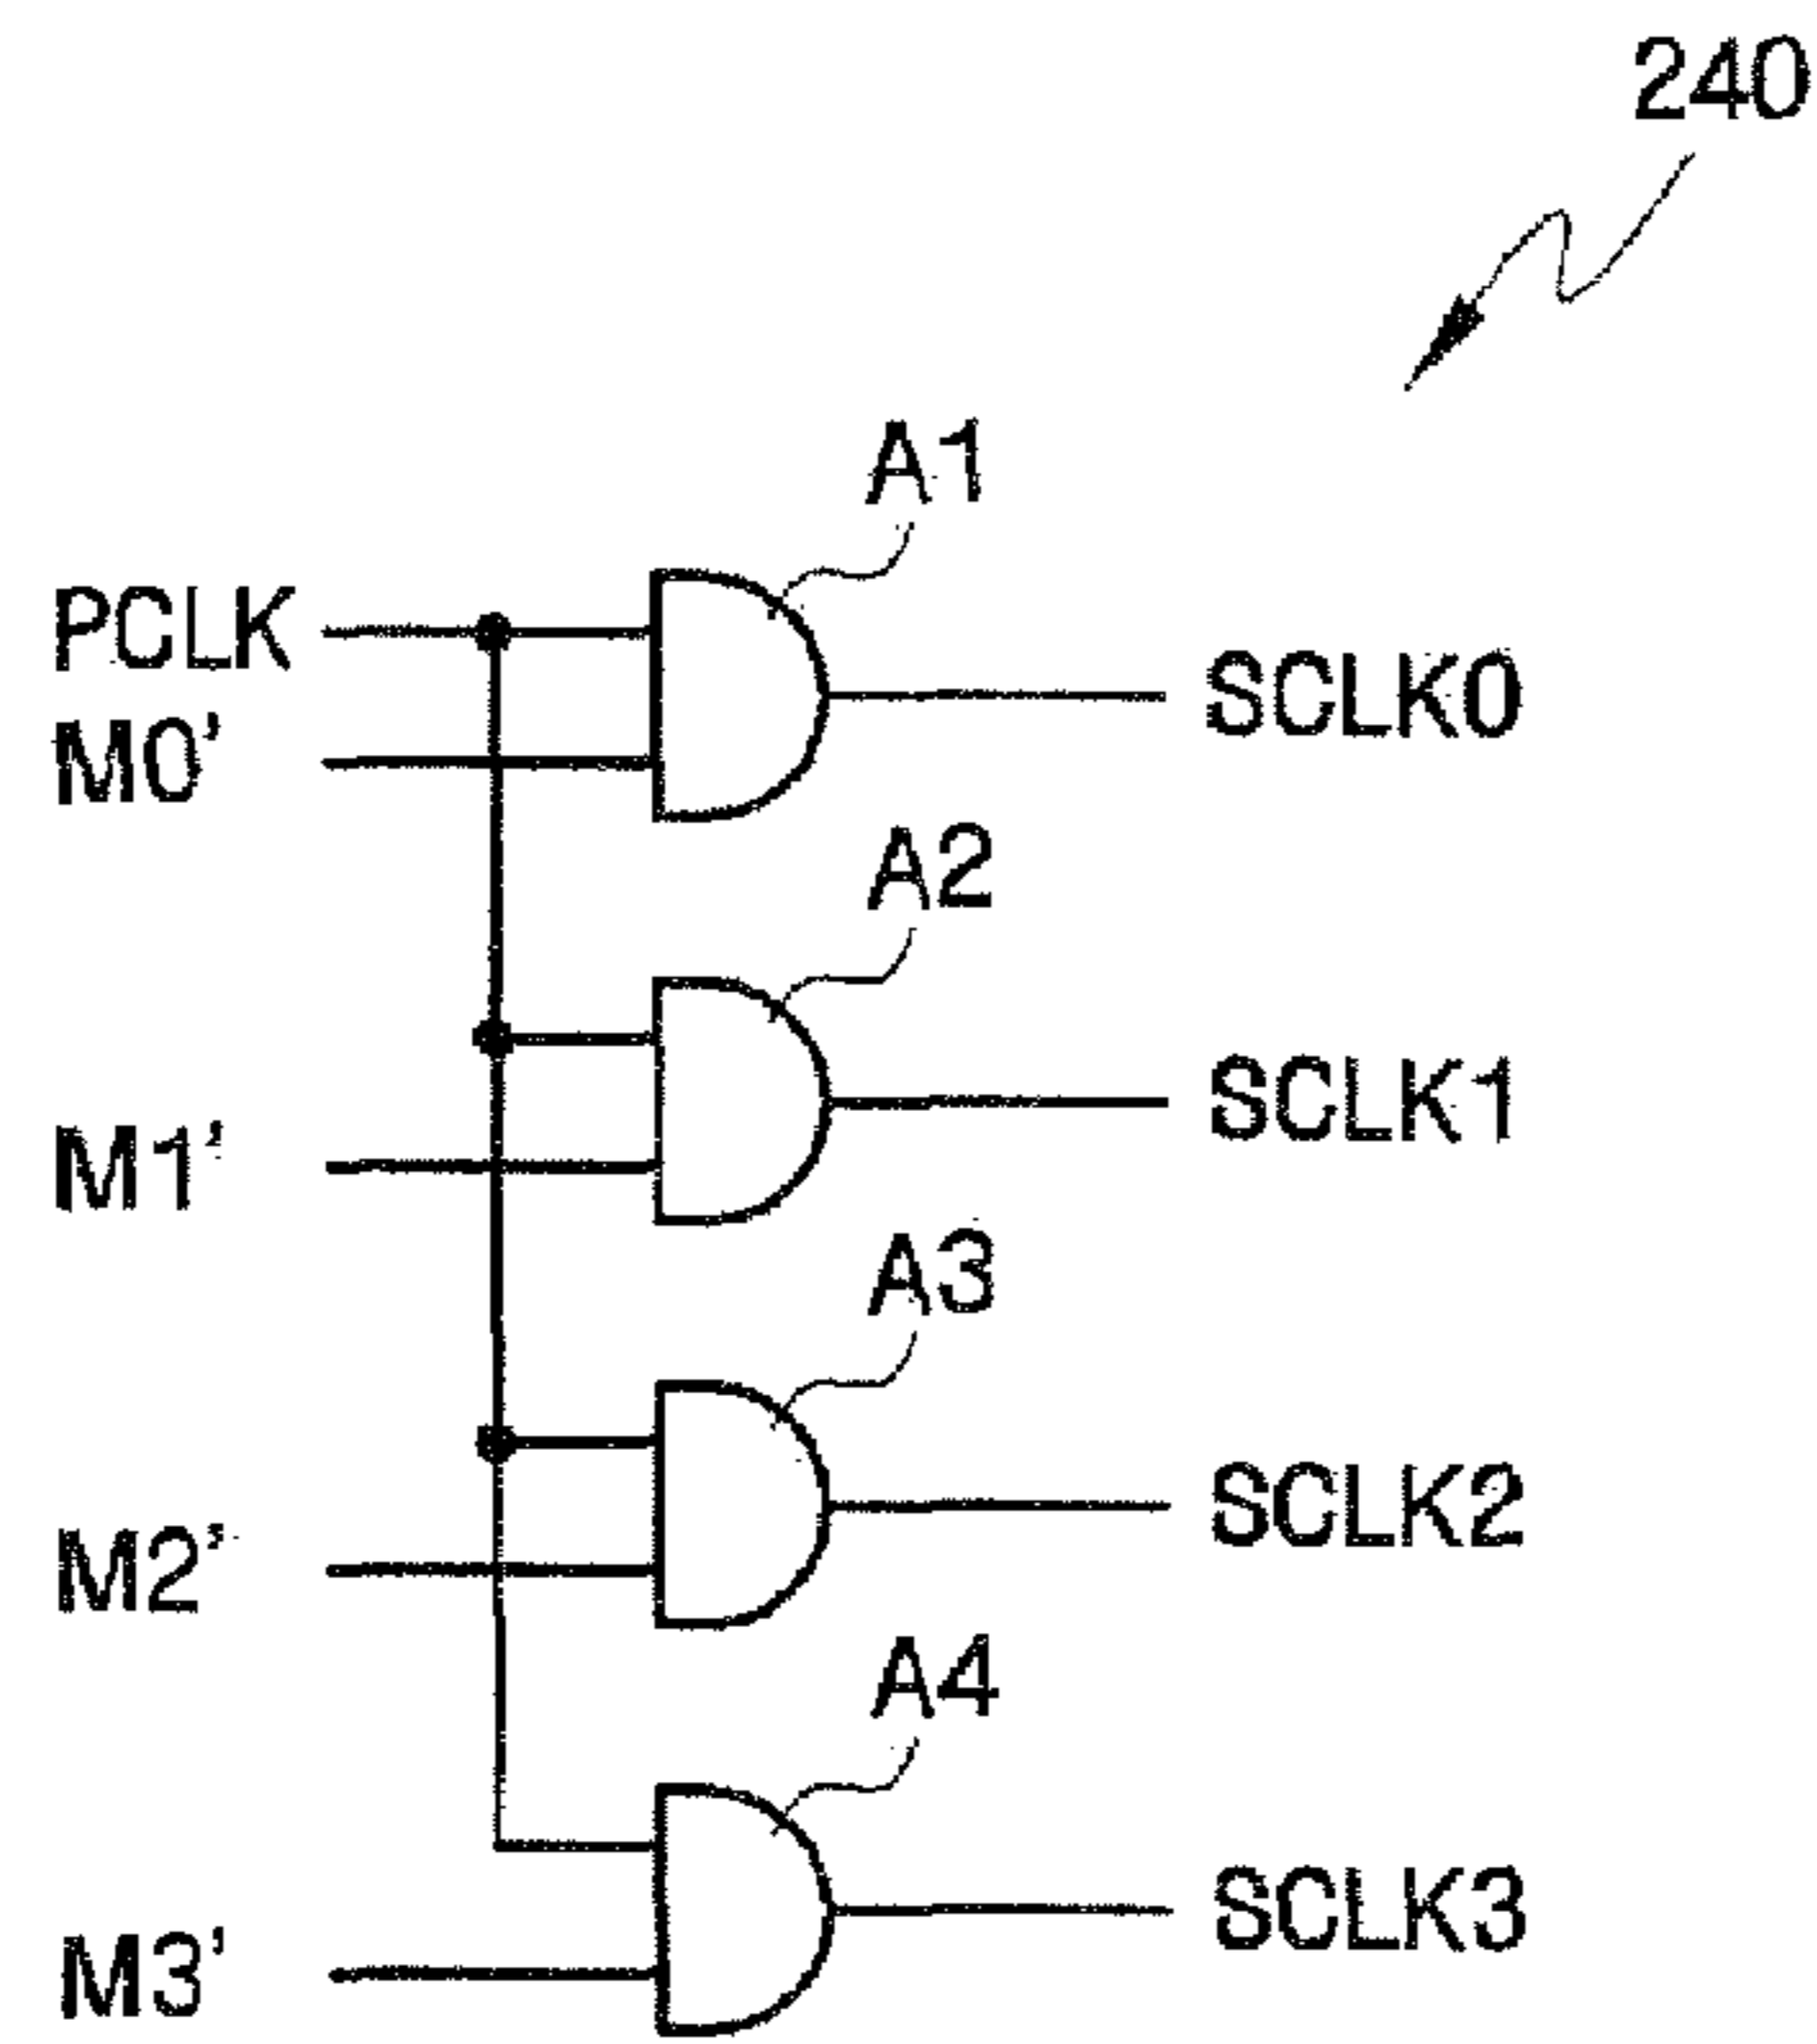 240
A1
PCLK
M0'
SCLK0
A2
M1'
SCLK1
A3
M2'
SCLK2
A4
M3'
SCLK3